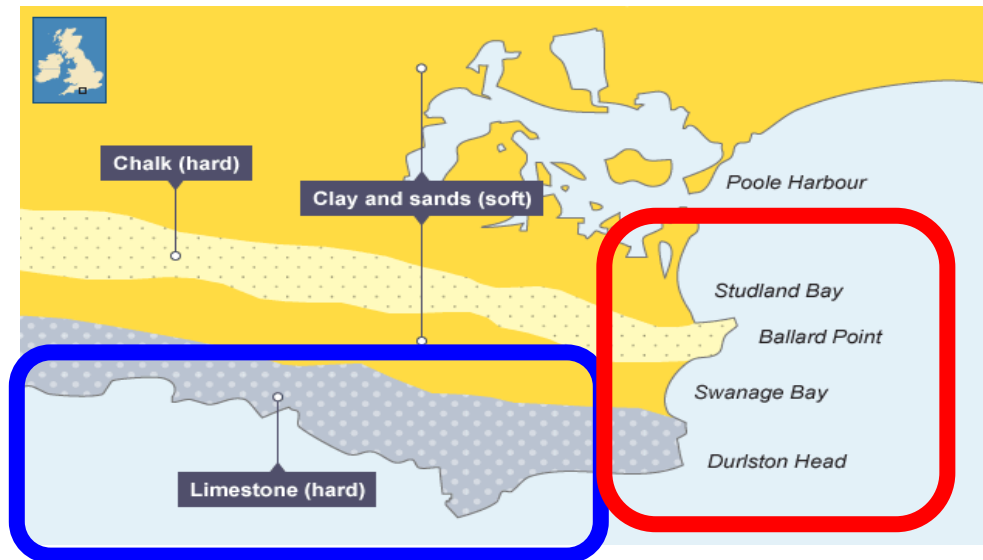 Chalk (hard)
Clay and sands (soft)
Poole Harbour
Studland Bay
Ballard Point
Swanage Bay
Durlston Head
Limestone (hard)